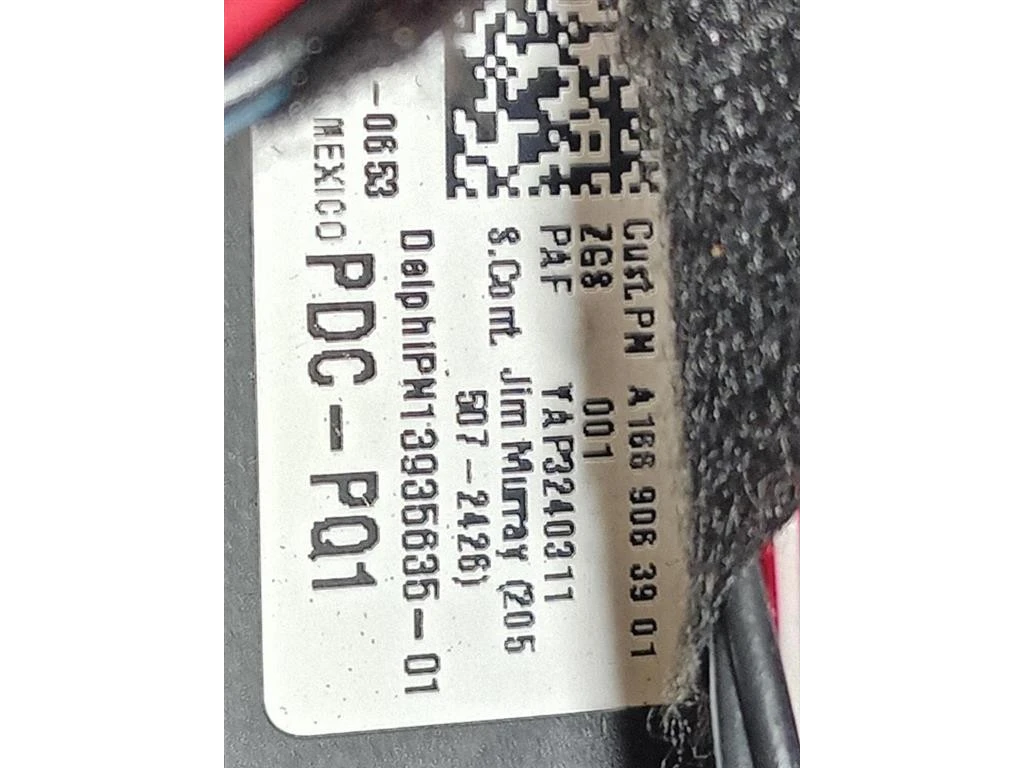 Cust.PN A 166 906 39 01
ZGS 001
PAF TAP3240311
S.Cont. Jim Murray (205
507-2426)
DelphiPN13935635-01
-0653
MEXICO PDC-PQ1